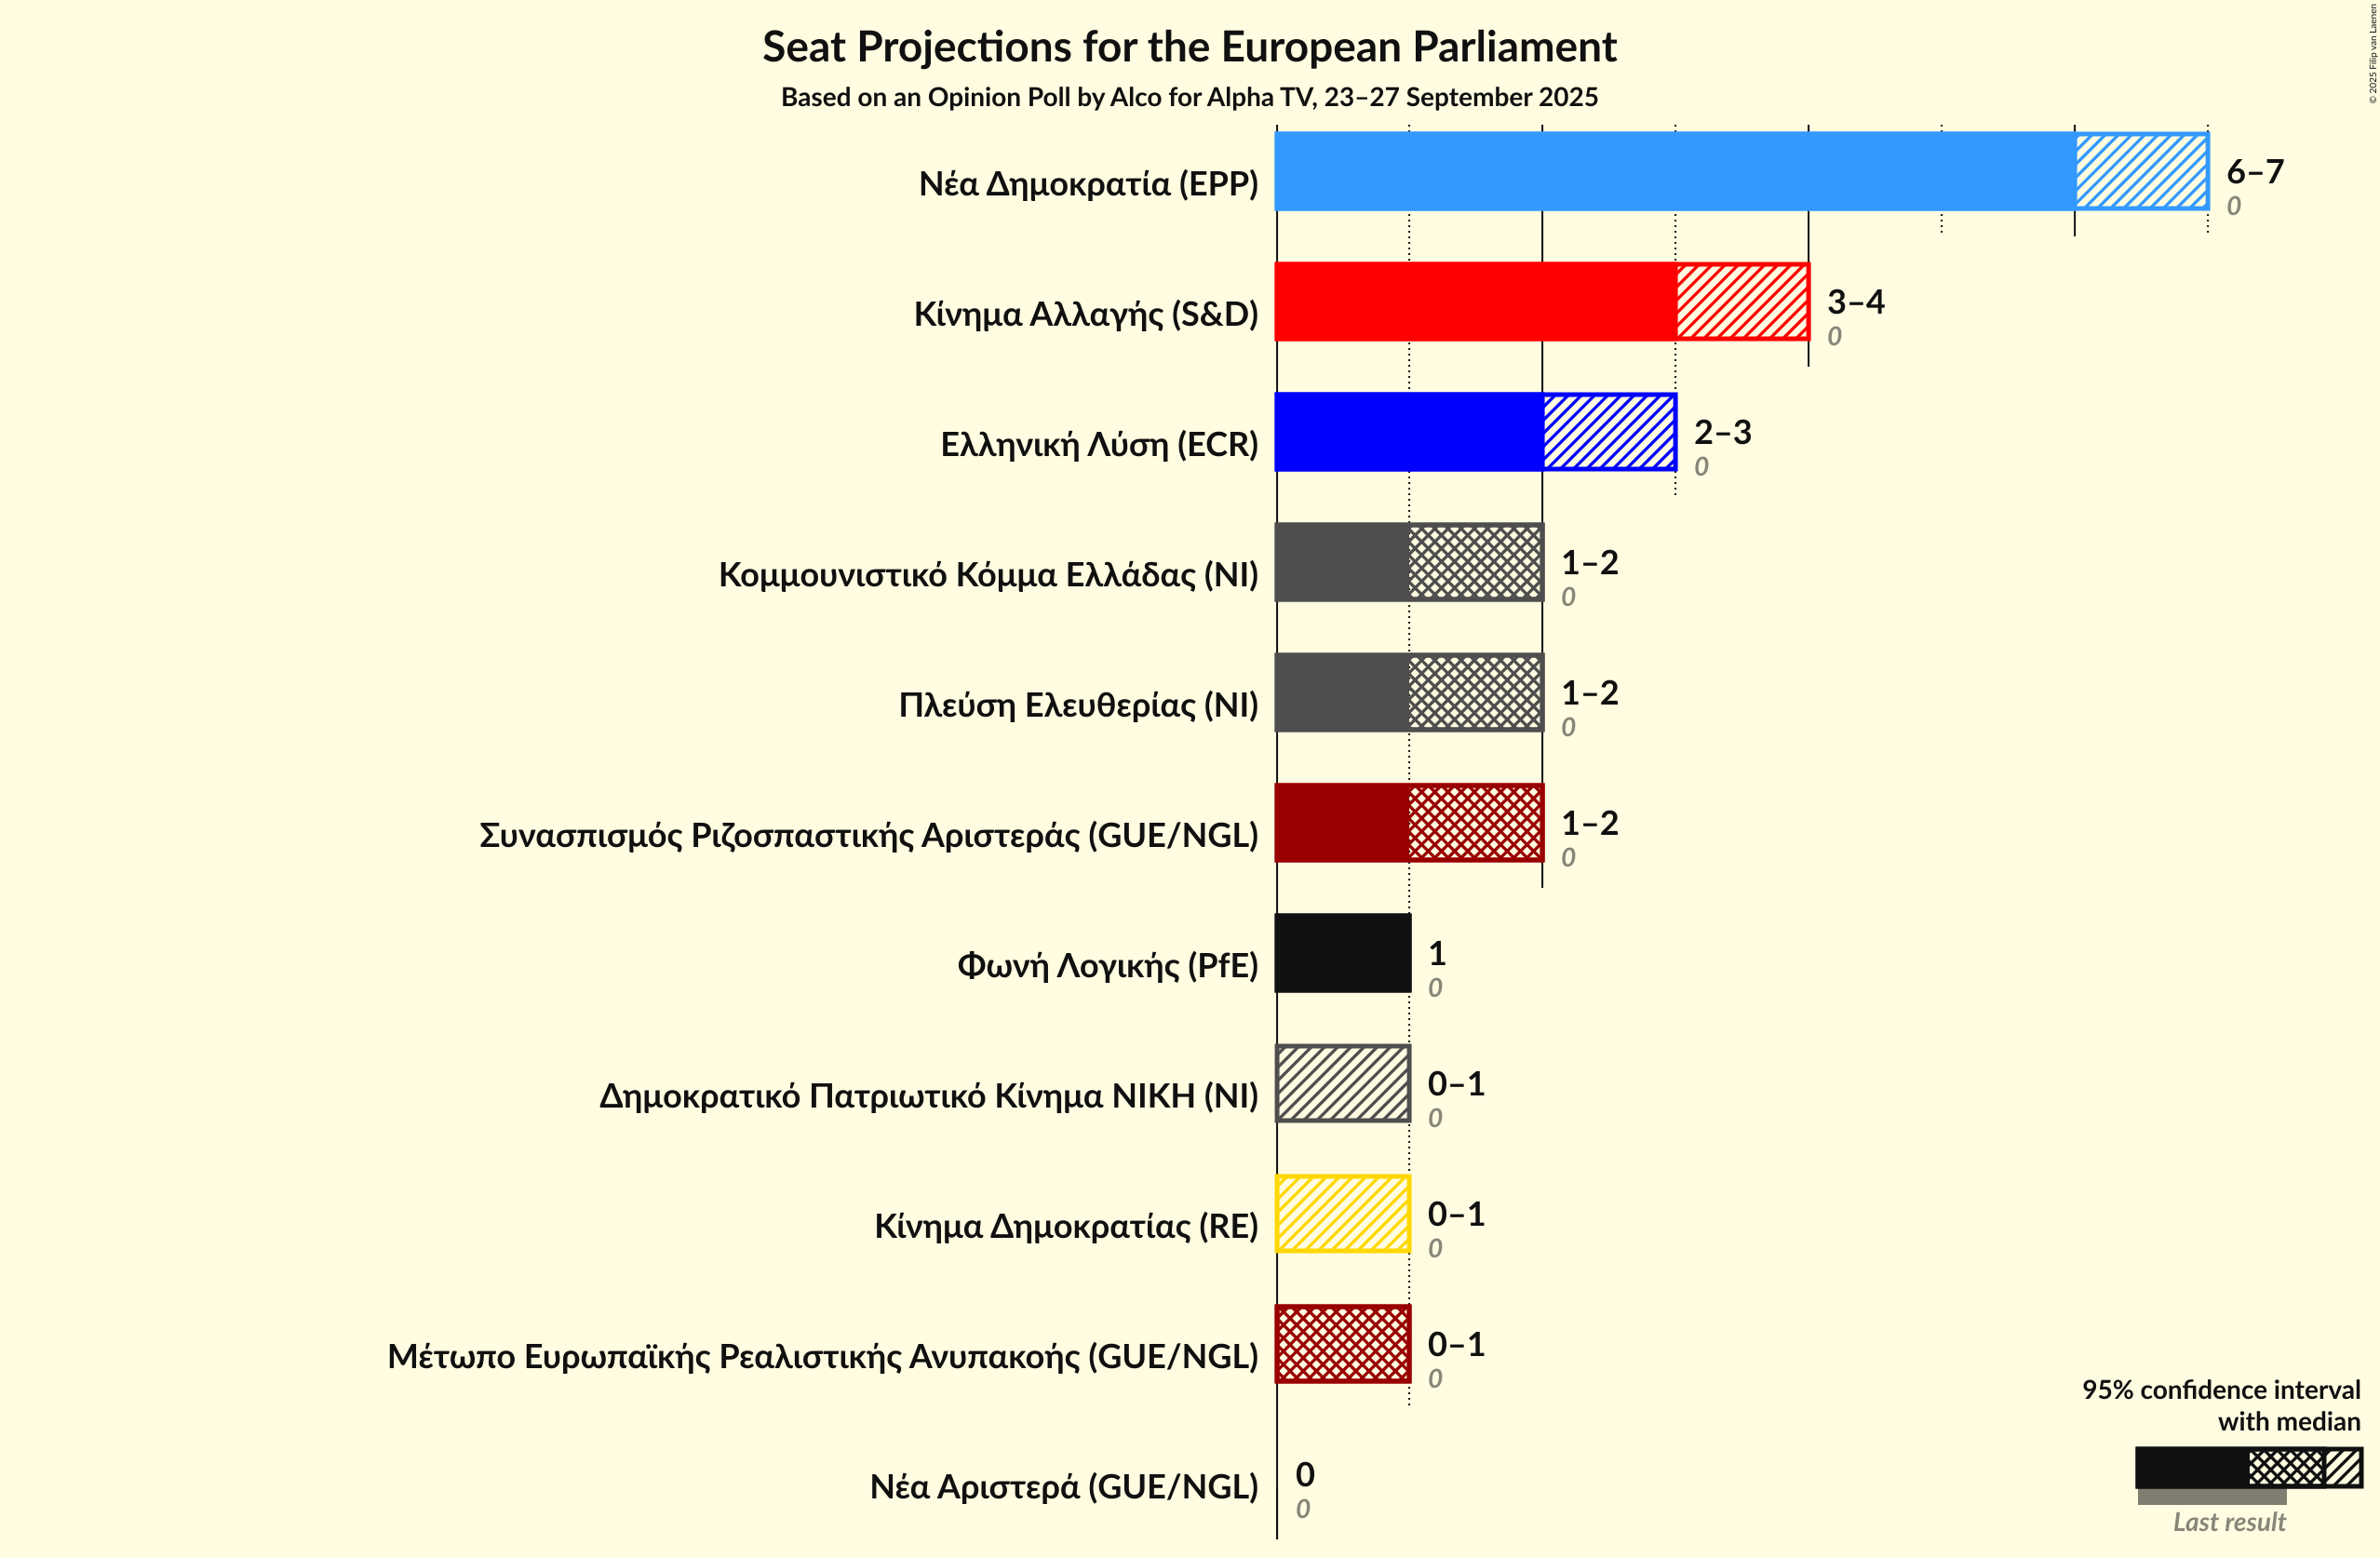 Seat Projections for the European Parliament
Based on an Opinion Poll by Alco for Alpha TV, 23–27 September 2025
© 2025 Filip van Laenen
Νέα Δημοκρατία (EPP)
6–7
0
Κίνημα Αλλαγής (S&D)
3–4
0
Ελληνική Λύση (ECR)
2–3
0
Κομμουνιστικό Κόμμα Ελλάδας (NI)
1–2
0
Πλεύση Ελευθερίας (NI)
1–2
0
Συνασπισμός Ριζοσπαστικής Αριστεράς (GUE/NGL)
1–2
0
Φωνή Λογικής (PfE)
1
0
Δημοκρατικό Πατριωτικό Κίνημα ΝΙΚΗ (NI)
0–1
0
Κίνημα Δημοκρατίας (RE)
0–1
0
Μέτωπο Ευρωπαϊκής Ρεαλιστικής Ανυπακοής (GUE/NGL)
0–1
0
Νέα Αριστερά (GUE/NGL)
0
0
95% confidence interval
with median
Last result